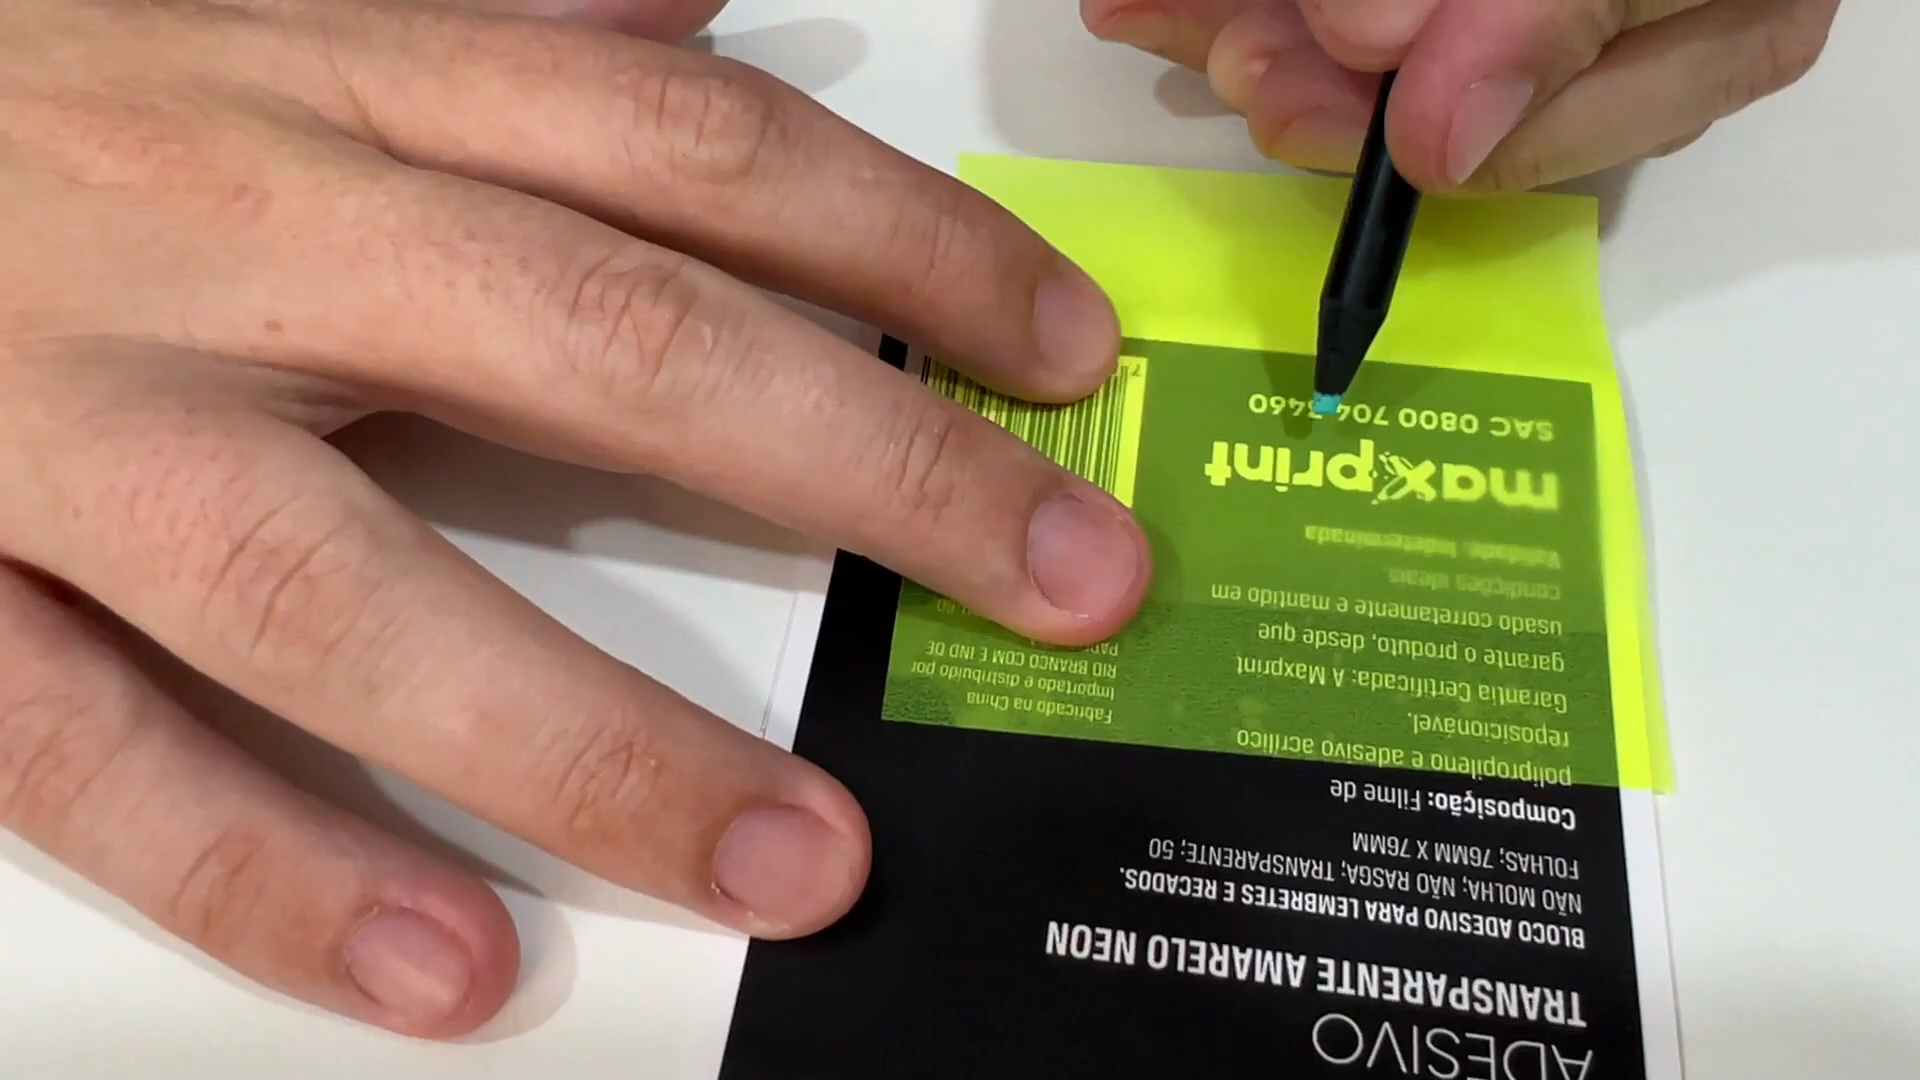 ADESIVO
TRANSPARENTE AMARELO NEON
BLOCO ADESIVO PARA LEMBRETES E RECADOS.
NÃO MOLHA; NÃO RASGA; TRANSPARENTE; 50
FOLHAS; 76MM X 76MM
Composição: Filme de
polipropileno e adesivo acrílico
reposicionável.
Garantia Certificada: A Maxprint
garante o produto, desde que
usado corretamente e mantido em
condições ideais.
Validade: Indeterminada
maxprint
SAC 0800 704 3460
Fabricado na China
Importado e distribuído por
RIO BRANCO COM E IND DE